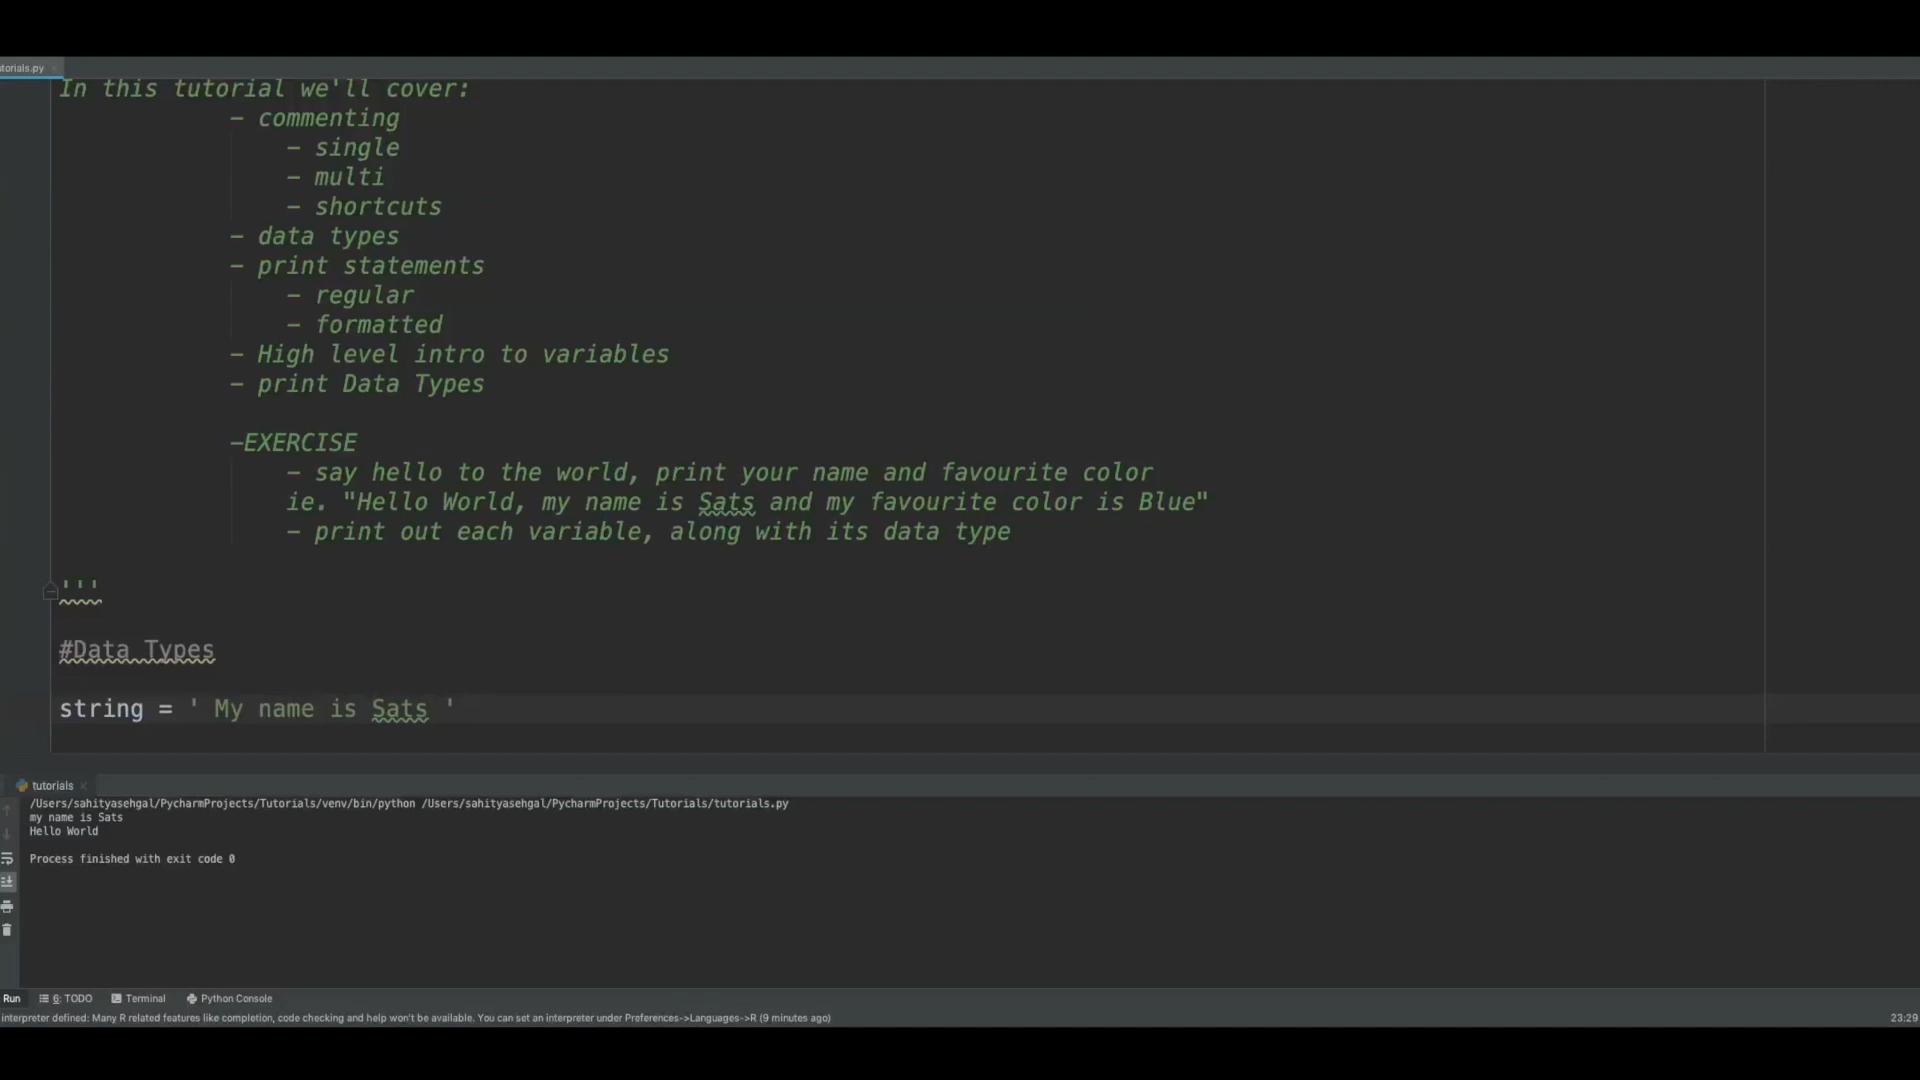 torials.py
In this tutorial we'll cover:
- commenting
- single
- multi
- shortcuts
- data types
- print statements
- regular
- formatted
- High level intro to variables
- print Data Types
-EXERCISE
- say hello to the world, print your name and favourite color
ie. "Hello World, my name is Sats and my favourite color is Blue"
- print out each variable, along with its data type
'''
#Data Types
string = ' My name is Sats '
tutorials
/Users/sahityasehgal/PycharmProjects/Tutorials/venv/bin/python /Users/sahityasehgal/PycharmProjects/Tutorials/tutorials.py
my name is Sats
Hello World
Process finished with exit code 0
Run 6: TODO Terminal Python Console
interpreter defined: Many R related features like completion, code checking and help won't be available. You can set an interpreter under Preferences->Languages->R (9 minutes ago) 23:29